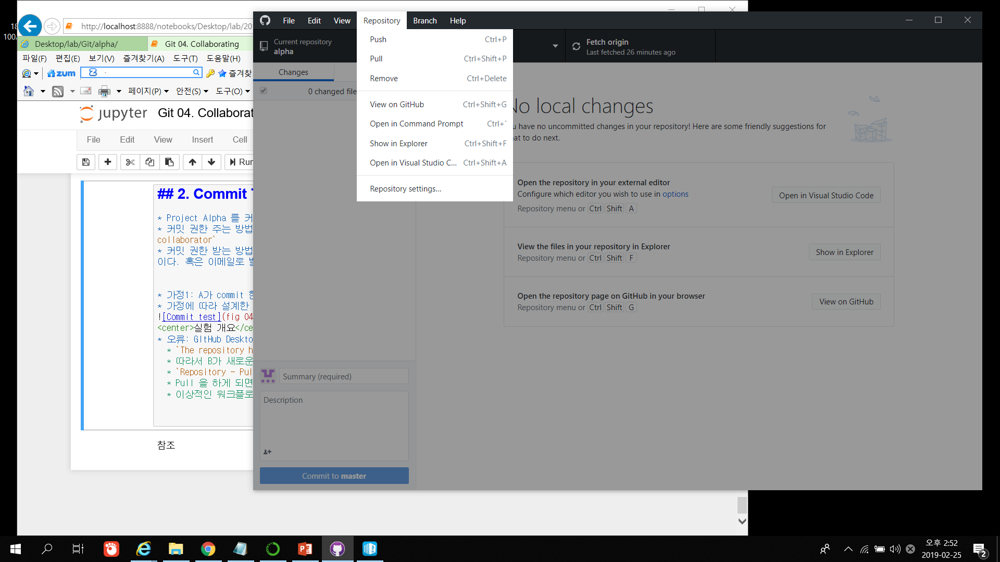 18
100/
http://localhost:8888/notebooks/Desktop/lab/20
Desktop/lab/Git/alpha/
Git 04. Collaborating
파일(F) 편집(E) 보기(V) 즐겨찾기(A) 도구(T) 도움말(H)
zum
즐겨찾
페이지(P) 안전(S) 도구(O)
jupyter Git 04. Collaborat
File Edit View Insert Cell
Run
## 2. Commit
* Project Alpha 를 커
* 커밋 권한 주는 방법
collaborator`
* 커밋 권한 받는 방법
이다. 혹은 이메일로
* 가정1: A가 commit 한
* 가정에 따라 설계한
![Commit test](fig 04
<center>실험 개요</ce
* 오류: GItHub Deskto
* `The repository h
* 따라서 B가 새로운
* `Repository - Pul
* Pull 을 하게 되면
* 이상적인 워크플로
참조
File Edit View Repository Branch Help
Current repository
alpha
Fetch origin
Last fetched 26 minutes ago
Push Ctrl+P
Pull Ctrl+Shift+P
Remove Ctrl+Delete
View on GitHub Ctrl+Shift+G
Open in Command Prompt Ctrl+`
Show in Explorer Ctrl+Shift+F
Open in Visual Studio C... Ctrl+Shift+A
Repository settings...
Changes
0 changed file
No local changes
u have no uncommitted changes in your repository! Here are some friendly suggestions for
at to do next.
Open the repository in your external editor
Configure which editor you wish to use in options
Repository menu or Ctrl Shift A
Open in Visual Studio Code
View the files in your repository in Explorer
Repository menu or Ctrl Shift F
Show in Explorer
Open the repository page on GitHub in your browser
Repository menu or Ctrl Shift G
View on GitHub
Summary (required)
Description
Commit to master
오후 2:52
2019-02-25
2